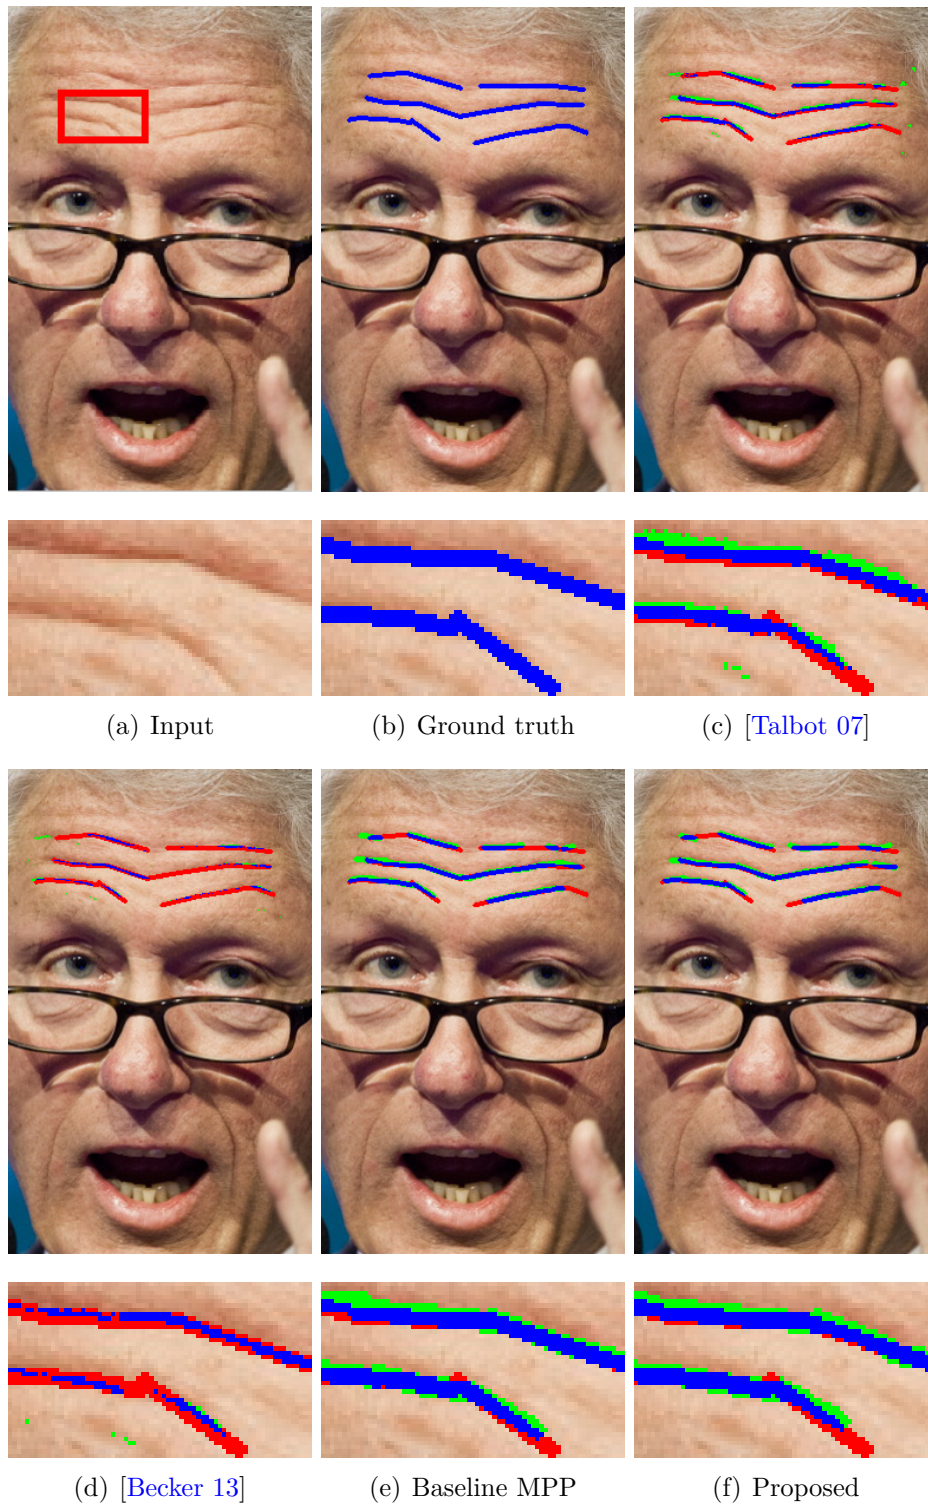 (a) Input
(b) Ground truth
(c) [Talbot 07]
(d) [Becker 13]
(e) Baseline MPP
(f) Proposed